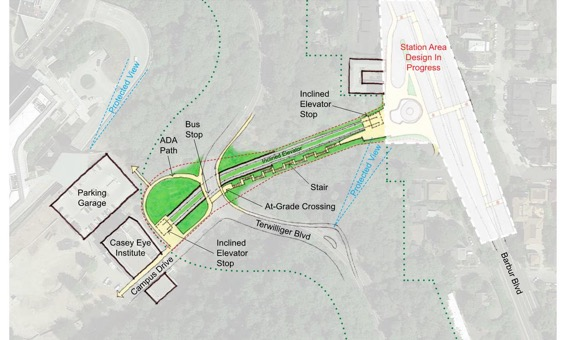 Station Area
Design In
Progress
Protected View
Inclined
Elevator
Stop
Bus
Stop
ADA
Path
Inclined Elevator
Protected View
Stair
Parking
Garage
At-Grade Crossing
Terwilliger Blvd
Casey Eye
Institute
Inclined
Elevator
Stop
Campus Drive
Barbur Blvd